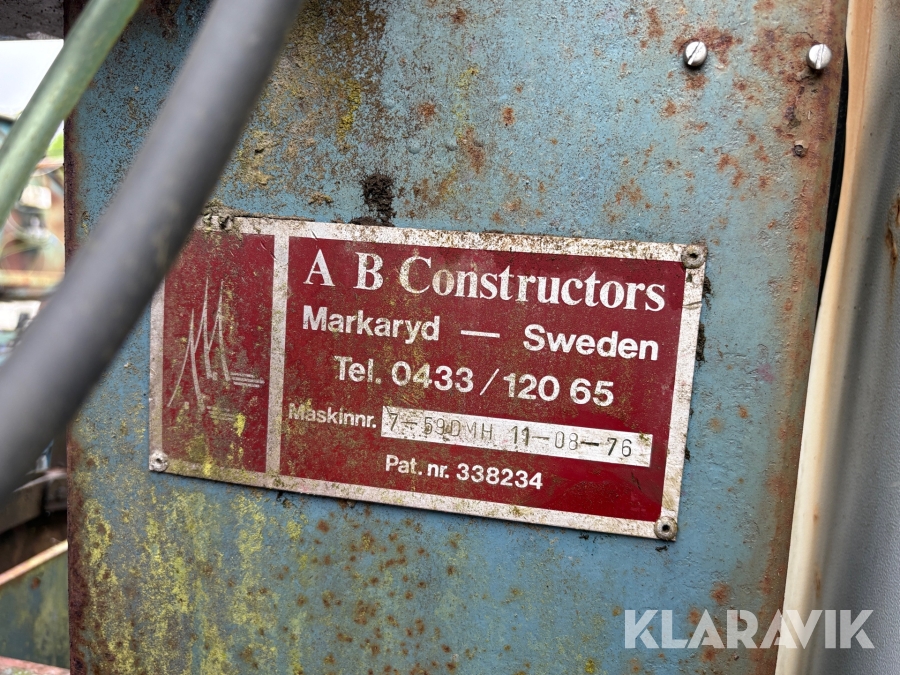 A B Constructors
Markaryd — Sweden
Tel. 0433/120 65
Maskinnr. 7-59DMH 11-08-76
Pat. nr. 338234
KLARAVIK